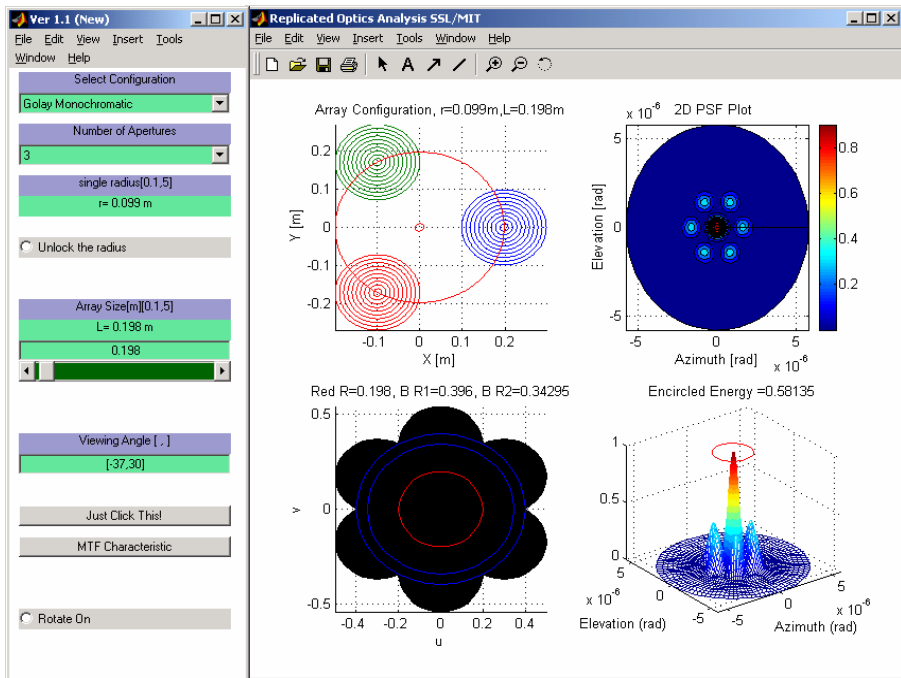 Ver 1.1 (New)
File Edit View Insert Tools
Window Help
Select Configuration
Golay Monochromatic
Number of Apertures
3
single radius[0.1,5]
r= 0.099 m
Unlock the radius
Array Size[m][0.1,5]
L= 0.198 m
0.198
Viewing Angle [ , ]
[-37,30]
Just Click This!
MTF Characteristic
Rotate On
Replicated Optics Analysis SSL/MIT
File Edit View Insert Tools Window Help
A
Array Configuration, r=0.099m,L=0.198m
0.2
0.1
0
-0.1
-0.2
Y [m]
-0.1 0 0.1 0.2
X [m]
x 10-6
2D PSF Plot
5
0
-5
Elevation [rad]
-5 0 5
x 10-6
Azimuth [rad]
0.8
0.6
0.4
0.2
Red R=0.198, B R1=0.396, B R2=0.34295
0.5
0
-0.5
v
-0.4 -0.2 0 0.2 0.4
u
Encircled Energy =0.58135
1
0.5
0
5
0
-5
x 10-6
Elevation (rad)
-5
0
5
x 10-6
Azimuth (rad)